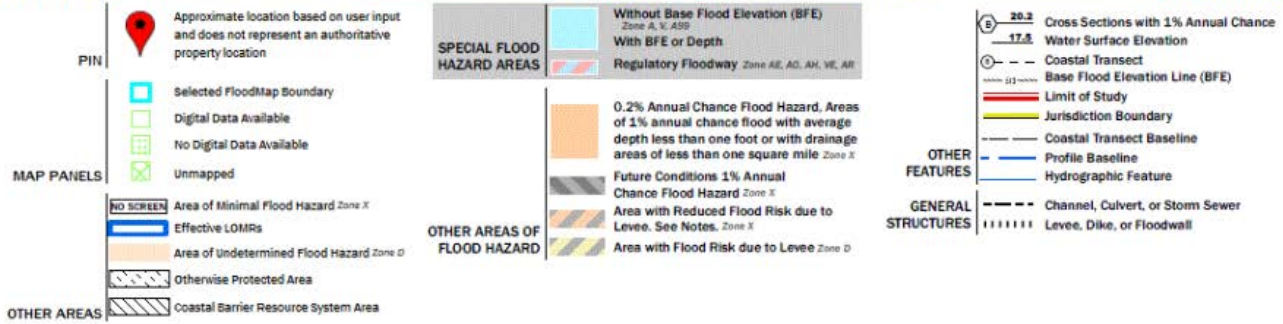 PIN
Approximate location based on user input
and does not represent an authoritative
property location
MAP PANELS
Selected FloodMap Boundary
Digital Data Available
No Digital Data Available
Unmapped
OTHER AREAS
NO SCREEN Area of Minimal Flood Hazard Zone X
Effective LOMRs
Area of Undetermined Flood Hazard Zone D
Otherwise Protected Area
Coastal Barrier Resource System Area
SPECIAL FLOOD
HAZARD AREAS
Without Base Flood Elevation (BFE)
Zone A, V, A99
With BFE or Depth
Regulatory Floodway Zone AE, AO, AH, VE, AR
OTHER AREAS OF
FLOOD HAZARD
0.2% Annual Chance Flood Hazard, Areas
of 1% annual chance flood with average
depth less than one foot or with drainage
areas of less than one square mile Zone X
Future Conditions 1% Annual
Chance Flood Hazard Zone X
Area with Reduced Flood Risk due to
Levee. See Notes. Zone X
Area with Flood Risk due to Levee Zone D
OTHER
FEATURES
B 20.2 Cross Sections with 1% Annual Chance
17.5 Water Surface Elevation
Coastal Transect
Base Flood Elevation Line (BFE)
Limit of Study
Jurisdiction Boundary
Coastal Transect Baseline
Profile Baseline
Hydrographic Feature
GENERAL
STRUCTURES
Channel, Culvert, or Storm Sewer
Levee, Dike, or Floodwall